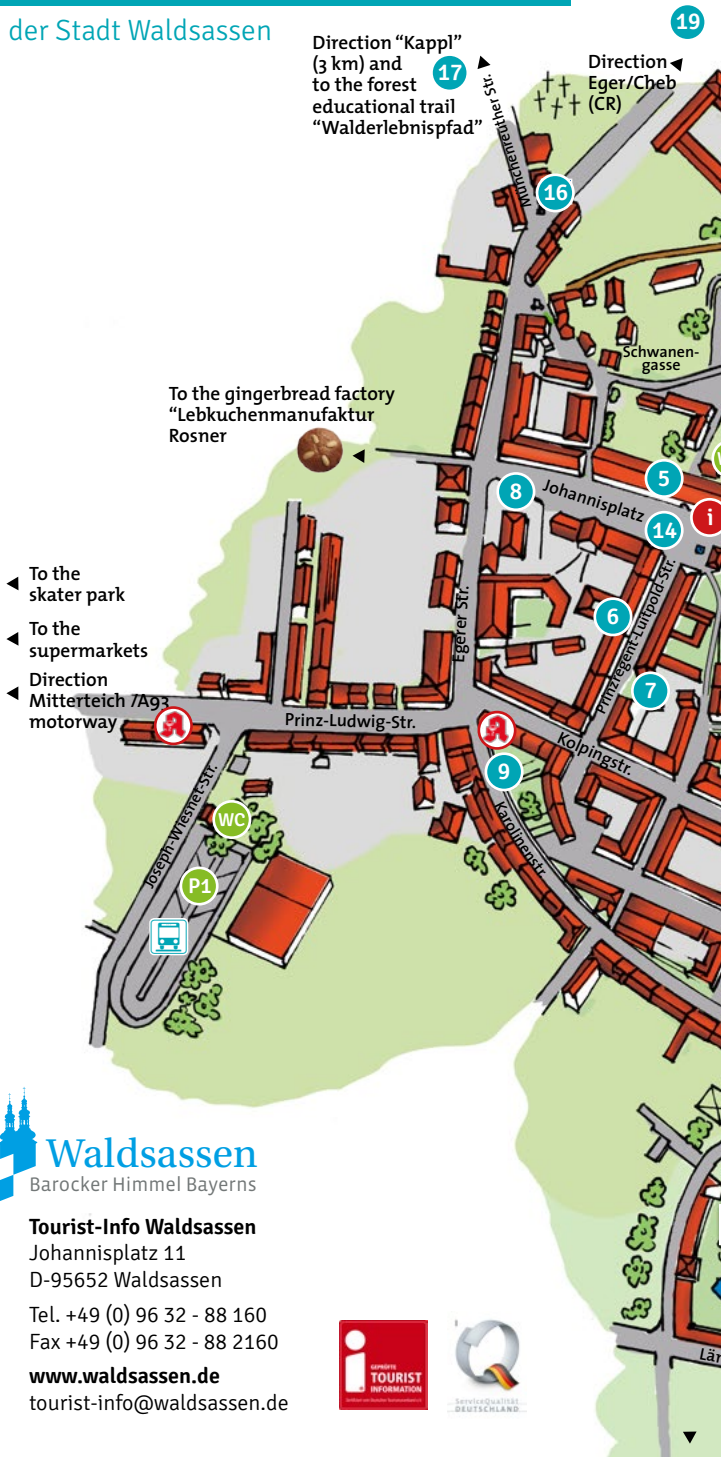 der Stadt Waldsassen
19
Direction “Kappl”
(3 km) and
to the forest
educational trail
“Walderlebnispfad”
17
Direction
Eger/Cheb
(CR)
Münchenreuther Str.
16
Schwanen-
gasse
To the gingerbread factory
“Lebkuchenmanufaktur
Rosner
5
8
Johannisplatz
14
i
To the
skater park
To the
supermarkets
Direction
Mitterteich /A93
motorway
Egerer Str.
6
Prinzregent-Luitpold-Str.
7
A
Prinz-Ludwig-Str.
A
Kolpingstr.
9
Karolinenstr.
Joseph-Wiesnet-Str.
WC
P1
Waldsassen
Barocker Himmel Bayerns
Tourist-Info Waldsassen
Johannisplatz 11
D-95652 Waldsassen
Tel. +49 (0) 96 32 - 88 160
Fax +49 (0) 96 32 - 88 2160
www.waldsassen.de
tourist-info@waldsassen.de
i
GEPRÜFTE
TOURIST
INFORMATION
Q
ServiceQualität
DEUTSCHLAND
Län